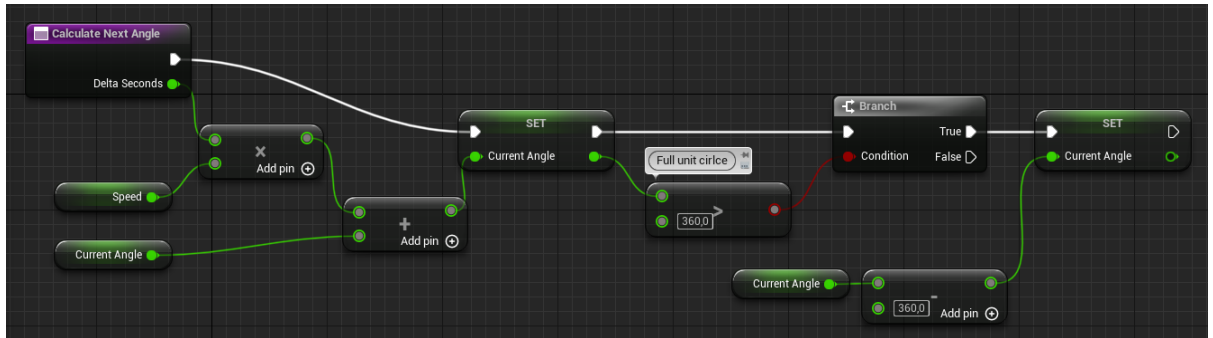 Calculate Next Angle
Delta Seconds
×
Add pin
Speed
Current Angle
+
Add pin
SET
Current Angle
Full unit cirlce
360,0
>
Branch
True
Condition
False
SET
Current Angle
Current Angle
360,0
-
Add pin